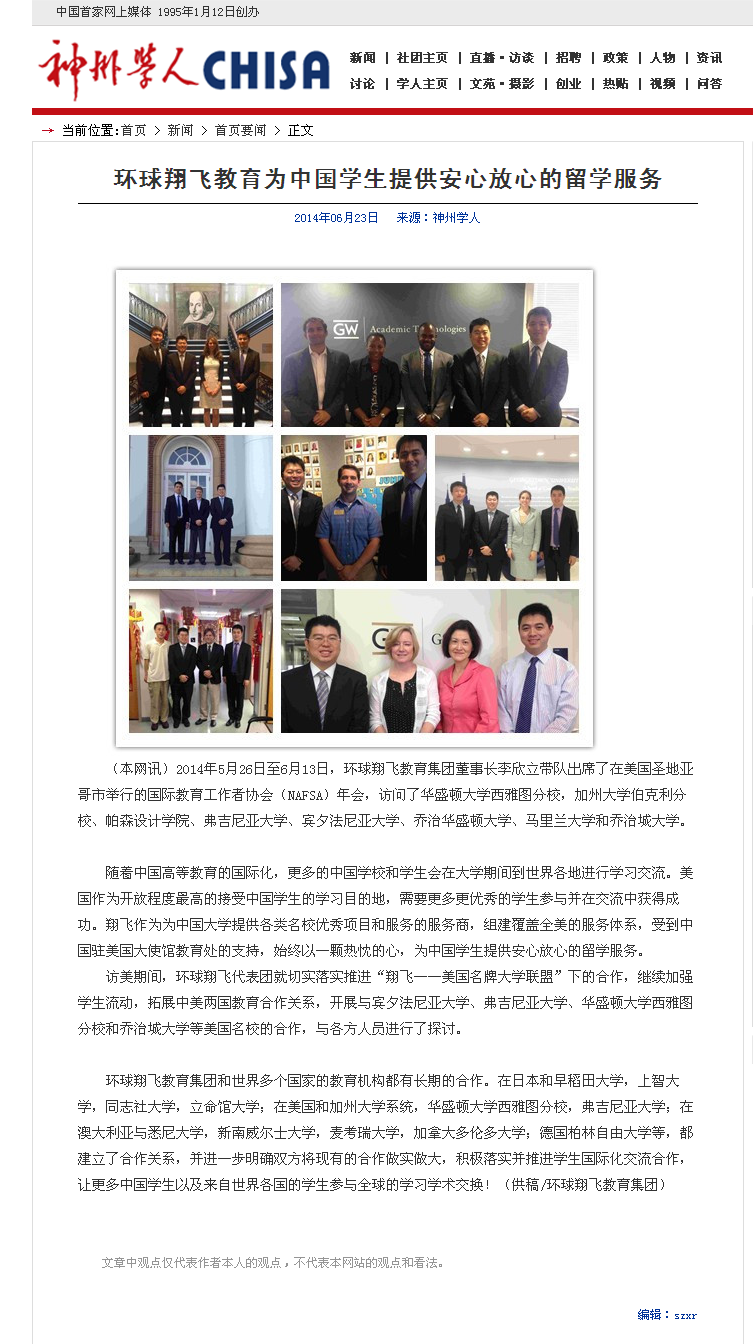 中国首家网上媒体 1995年1月12日创办
神州学人CHISA
新闻 | 社团主页 | 直播·访谈 | 招聘 | 政策 | 人物 | 资讯
讨论 | 学人主页 | 文苑·摄影 | 创业 | 热贴 | 视频 | 问答
→ 当前位置:首页 > 新闻 > 首页要闻 > 正文
环球翔飞教育为中国学生提供安心放心的留学服务
2014年06月23日 来源：神州学人
GW Academic Technologies
G
G
（本网讯）2014年5月26日至6月13日，环球翔飞教育集团董事长李欣立带队出席了在美国圣地亚
哥市举行的国际教育工作者协会（NAFSA）年会，访问了华盛顿大学西雅图分校，加州大学伯克利分
校、帕森设计学院、弗吉尼亚大学、宾夕法尼亚大学、乔治华盛顿大学、马里兰大学和乔治城大学。
随着中国高等教育的国际化，更多的中国学校和学生会在大学期间到世界各地进行学习交流。美
国作为开放程度最高的接受中国学生的学习目的地，需要更多更优秀的学生参与并在交流中获得成
功。翔飞作为为中国大学提供各类名校优秀项目和服务的服务商，组建覆盖全美的服务体系，受到中
国驻美国大使馆教育处的支持，始终以一颗热忱的心，为中国学生提供安心放心的留学服务。
访美期间，环球翔飞代表团就切实落实推进“翔飞——美国名牌大学联盟”下的合作，继续加强
学生流动，拓展中美两国教育合作关系，开展与宾夕法尼亚大学、弗吉尼亚大学、华盛顿大学西雅图
分校和乔治城大学等美国名校的合作，与各方人员进行了探讨。
环球翔飞教育集团和世界多个国家的教育机构都有长期的合作。在日本和早稻田大学，上智大
学，同志社大学，立命馆大学；在美国和加州大学系统，华盛顿大学西雅图分校，弗吉尼亚大学；在
澳大利亚与悉尼大学，新南威尔士大学，麦考瑞大学，加拿大多伦多大学；德国柏林自由大学等，都
建立了合作关系，并进一步明确双方将现有的合作做实做大，积极落实并推进学生国际化交流合作，
让更多中国学生以及来自世界各国的学生参与全球的学习学术交换！（供稿/环球翔飞教育集团）
文章中观点仅代表作者本人的观点，不代表本网站的观点和看法。
编辑：szxr